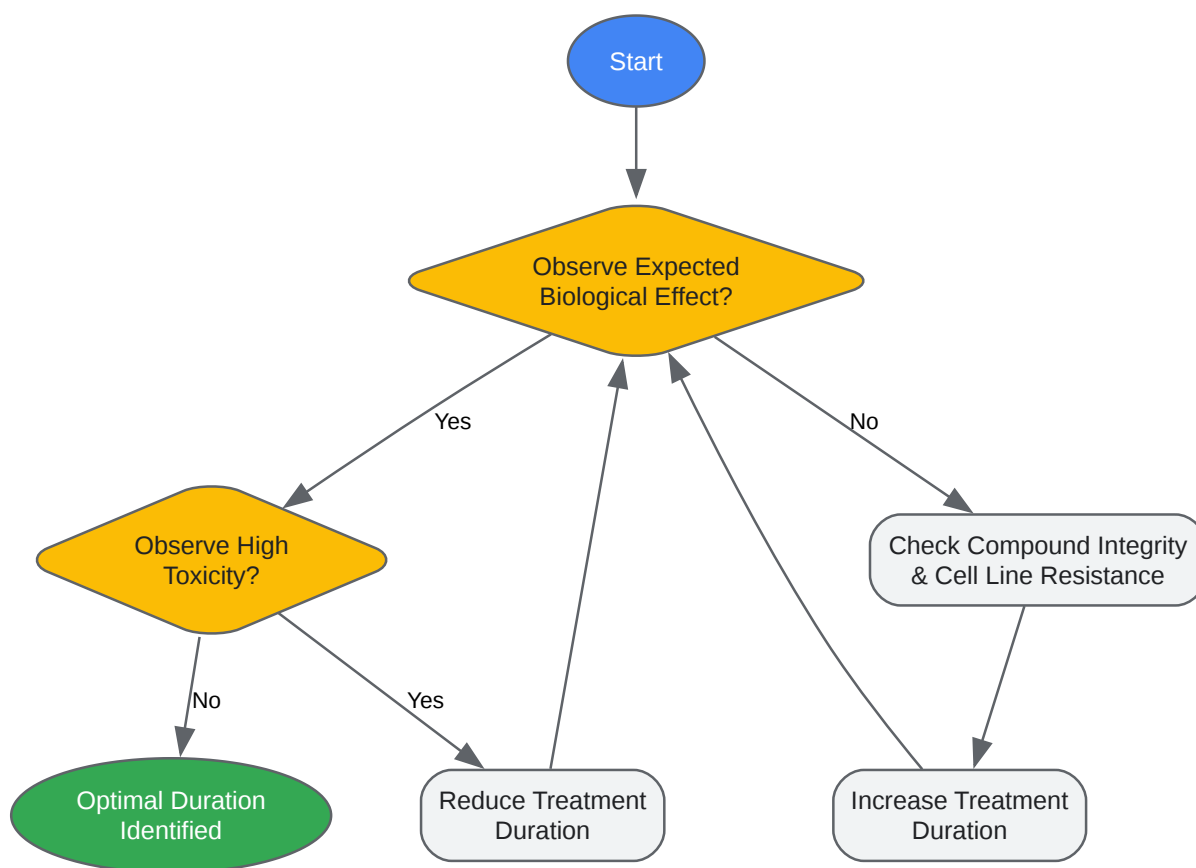 Start
Observe Expected
Biological Effect?
Yes
No
Observe High
Toxicity?
Check Compound Integrity
& Cell Line Resistance
No
Yes
Optimal Duration
Identified
Reduce Treatment
Duration
Increase Treatment
Duration